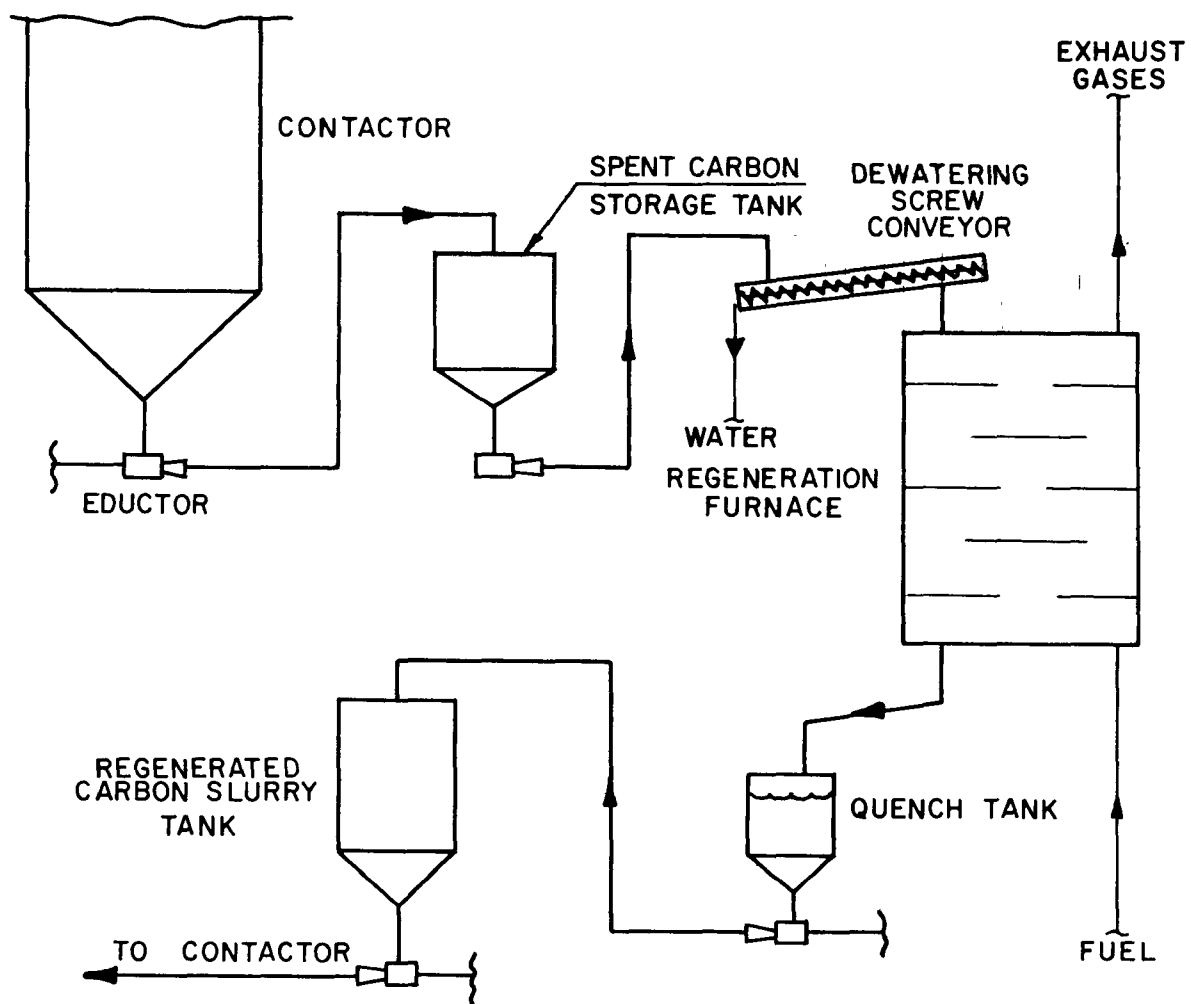 EXHAUST
GASES
CONTACTOR
SPENT CARBON
STORAGE TANK
DEWATERING
SCREW
CONVEYOR
WATER
REGENERATION
FURNACE
EDUCTOR
REGENERATED
CARBON SLURRY
TANK
QUENCH TANK
TO CONTACTOR
FUEL